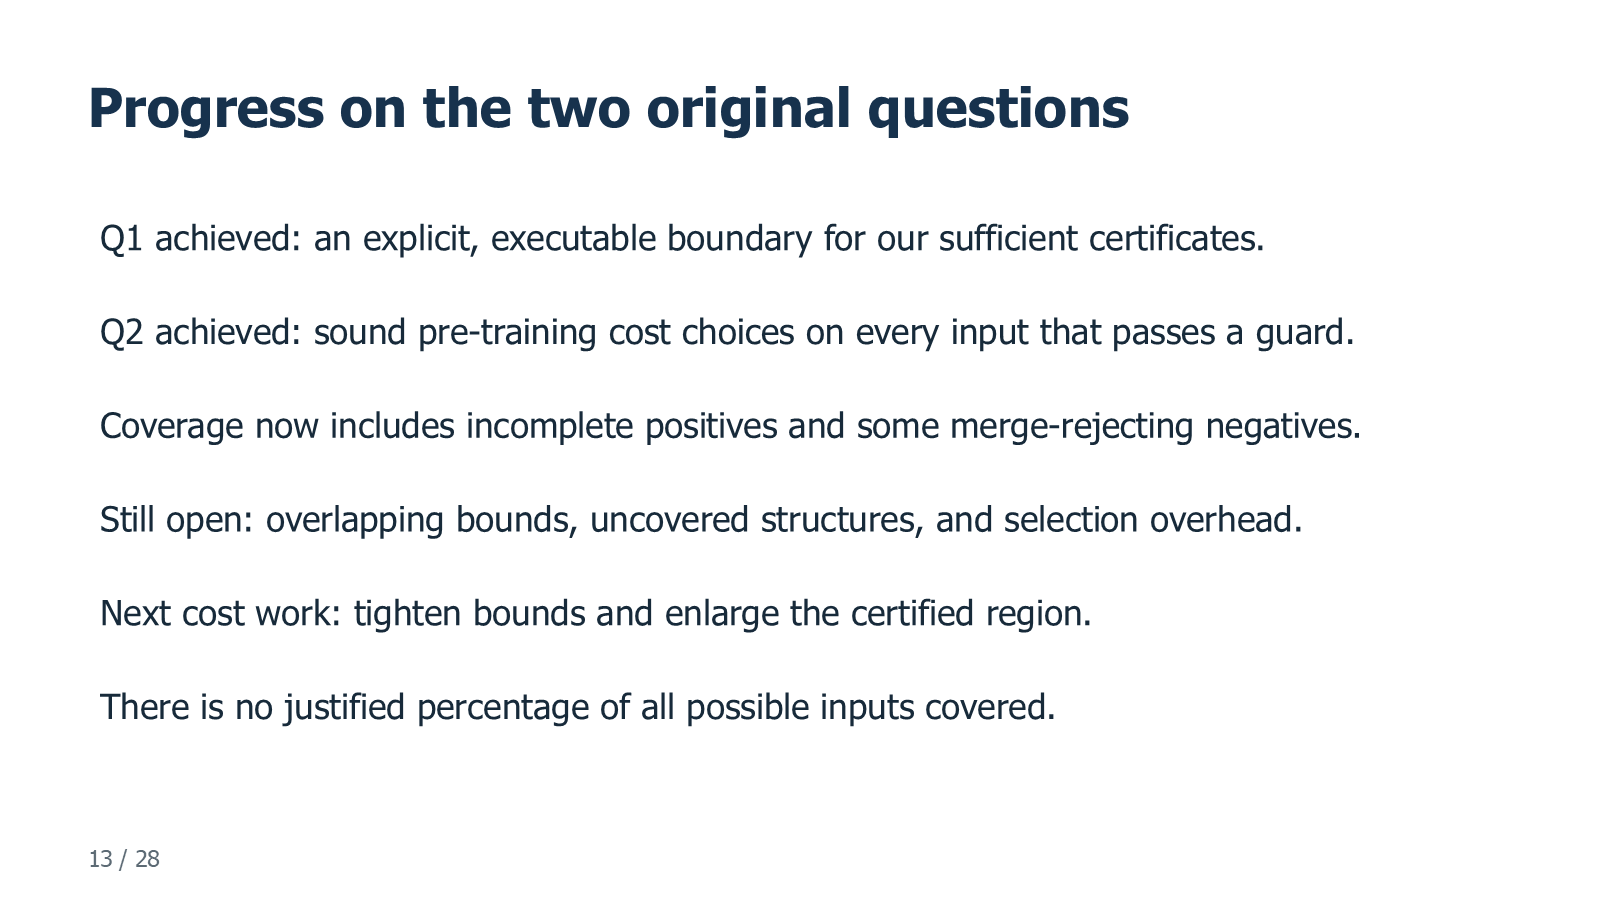 Progress on the two original questions
Q1 achieved: an explicit, executable boundary for our sufficient certificates.
Q2 achieved: sound pre-training cost choices on every input that passes a guard.
Coverage now includes incomplete positives and some merge-rejecting negatives.
Still open: overlapping bounds, uncovered structures, and selection overhead.
Next cost work: tighten bounds and enlarge the certified region.
There is no justified percentage of all possible inputs covered.
13 / 28